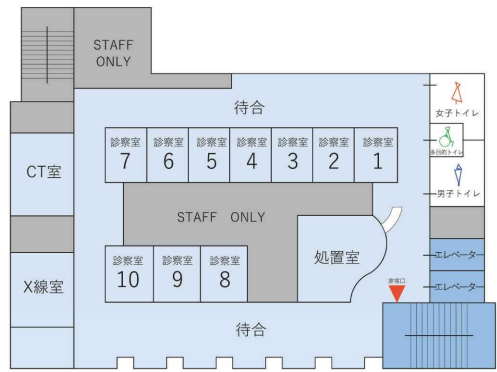 STAFF
ONLY
待合
女子トイレ
診察室
7
診察室
6
診察室
5
診察室
4
診察室
3
診察室
2
診察室
1
多目的トイレ
CT室
男子トイレ
STAFF ONLY
処置室
エレベーター
診察室
10
診察室
9
診察室
8
X線室
非常口
エレベーター
待合